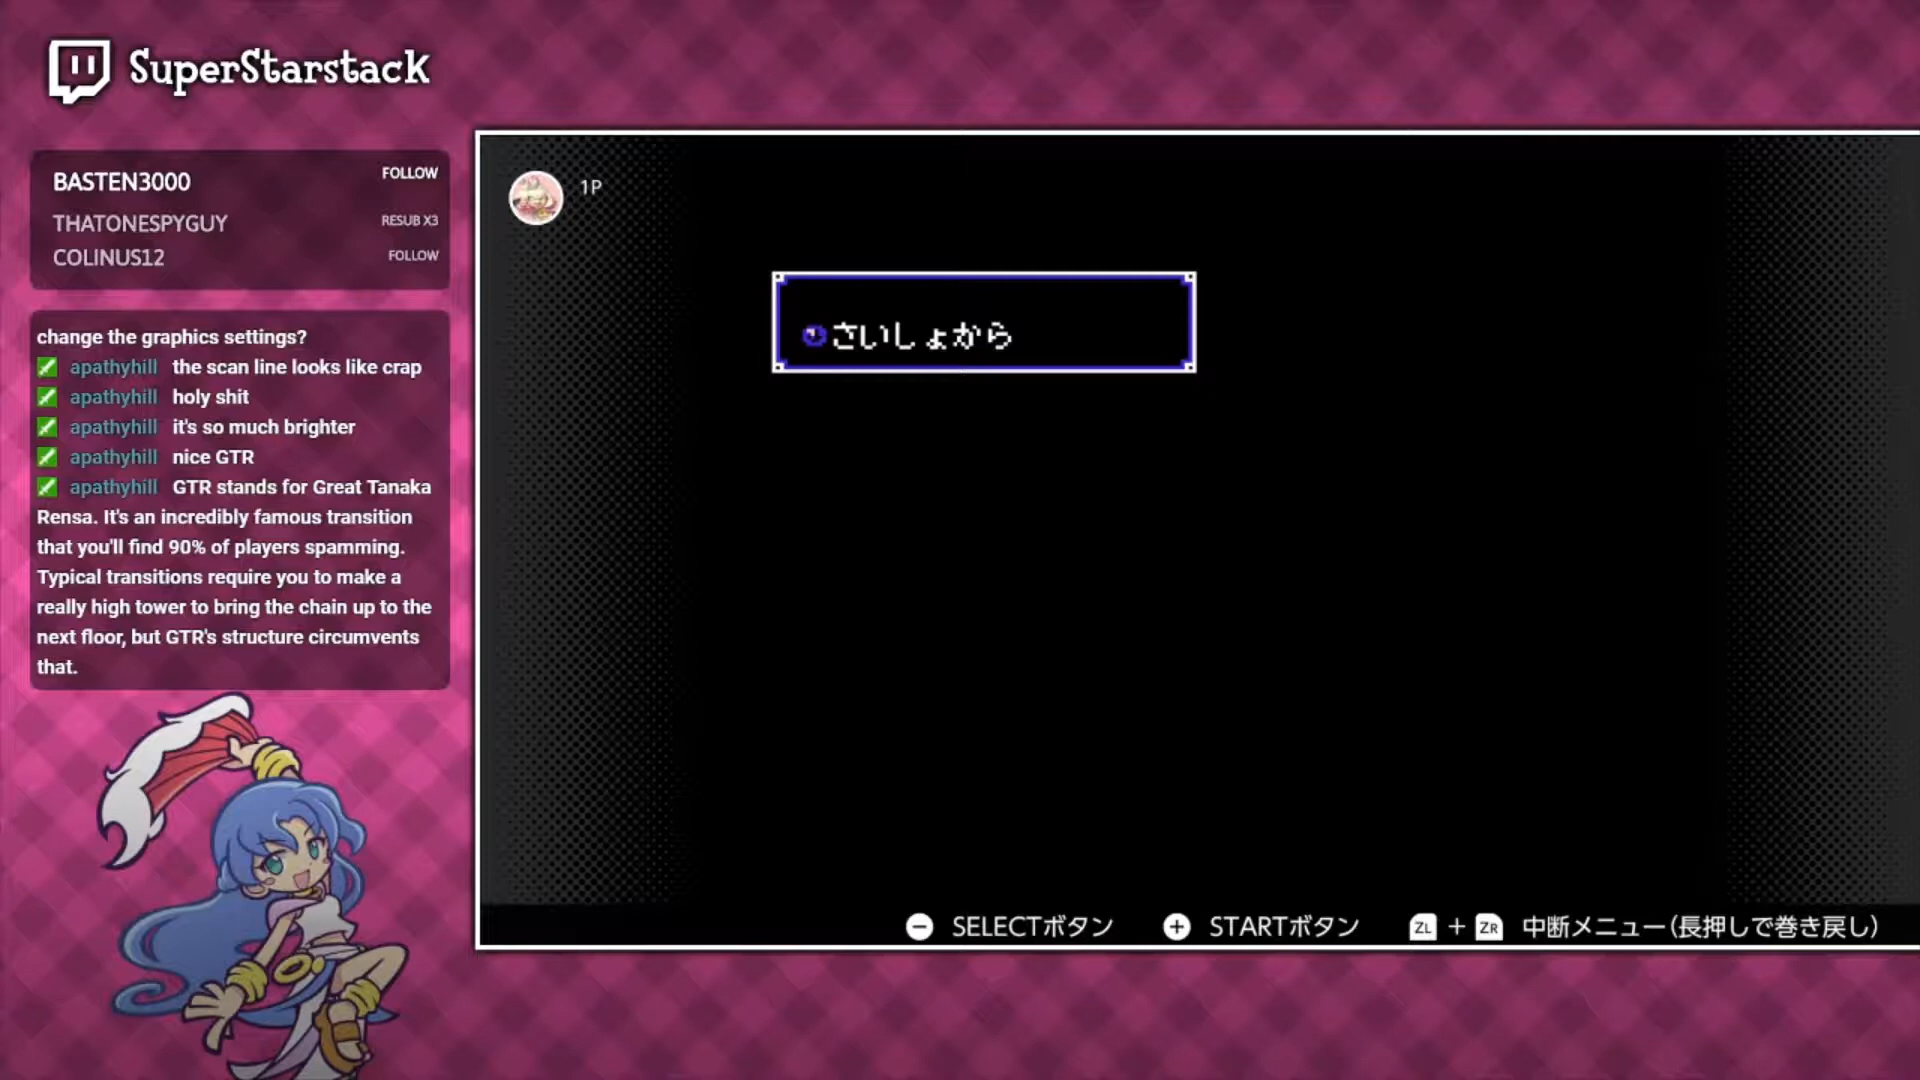 SuperStarstack
BASTEN3000 FOLLOW
THATONESPYGUY RESUB X3
COLINUS12 FOLLOW
change the graphics settings?
apathyhill the scan line looks like crap
apathyhill holy shit
apathyhill it's so much brighter
apathyhill nice GTR
apathyhill GTR stands for Great Tanaka
Rensa. It's an incredibly famous transition
that you'll find 90% of players spamming.
Typical transitions require you to make a
really high tower to bring the chain up to the
next floor, but GTR's structure circumvents
that.
1P
さいしょから
SELECTボタン STARTボタン ZL + ZR 中断メニュー(長押しで巻き戻し)